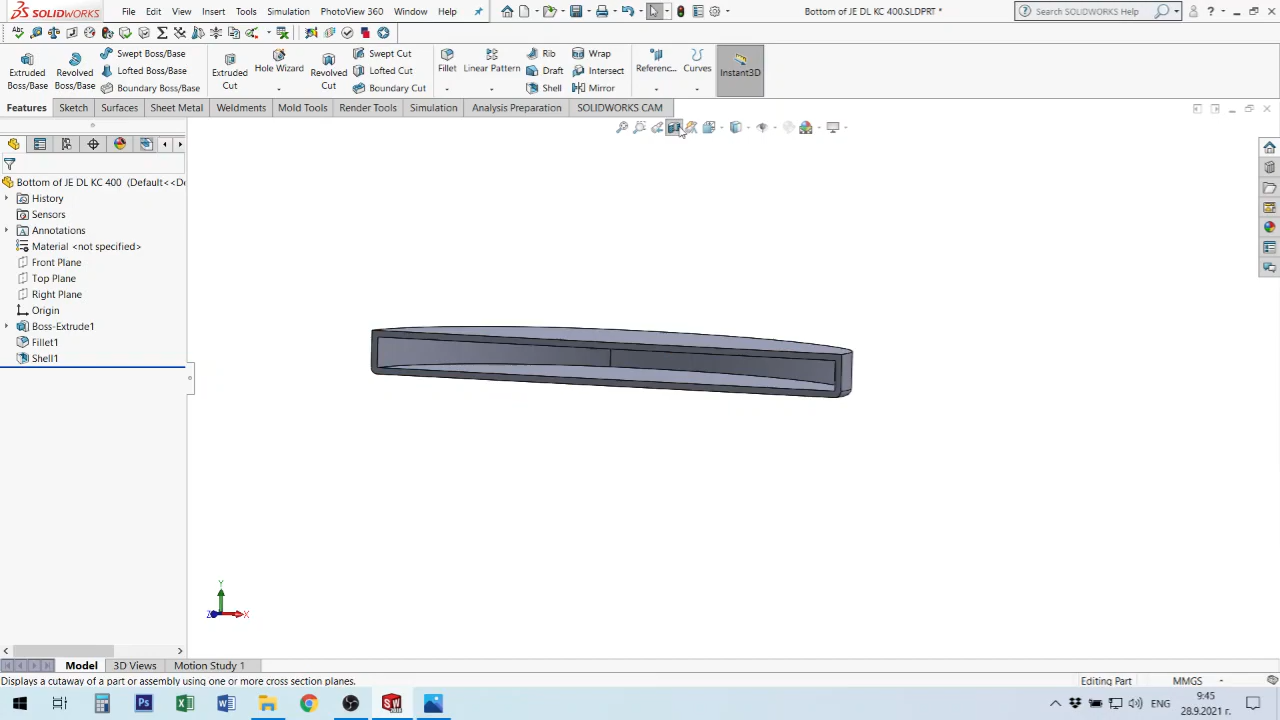 SOLIDWORKS File Edit View Insert Tools Simulation PhotoView 360 Window Help Bottom of JE DL KC 400.SLDPRT * Search SOLIDWORKS Help
Extruded Boss/Base
Revolved Boss/Base
Swept Boss/Base
Lofted Boss/Base
Boundary Boss/Base
Extruded Cut
Hole Wizard
Revolved Cut
Swept Cut
Lofted Cut
Boundary Cut
Fillet
Linear Pattern
Rib
Draft
Shell
Wrap
Intersect
Mirror
Referenc...
Curves
Instant3D
Features Sketch Surfaces Sheet Metal Weldments Mold Tools Render Tools Simulation Analysis Preparation SOLIDWORKS CAM
Bottom of JE DL KC 400 (Default<<De
History
Sensors
Annotations
Material <not specified>
Front Plane
Top Plane
Right Plane
Origin
Boss-Extrude1
Fillet1
Shell1
Y
Z X
Model 3D Views Motion Study 1
Displays a cutaway of a part or assembly using one or more cross section planes. Editing Part MMGS
ENG 9:45
28.9.2021 г.